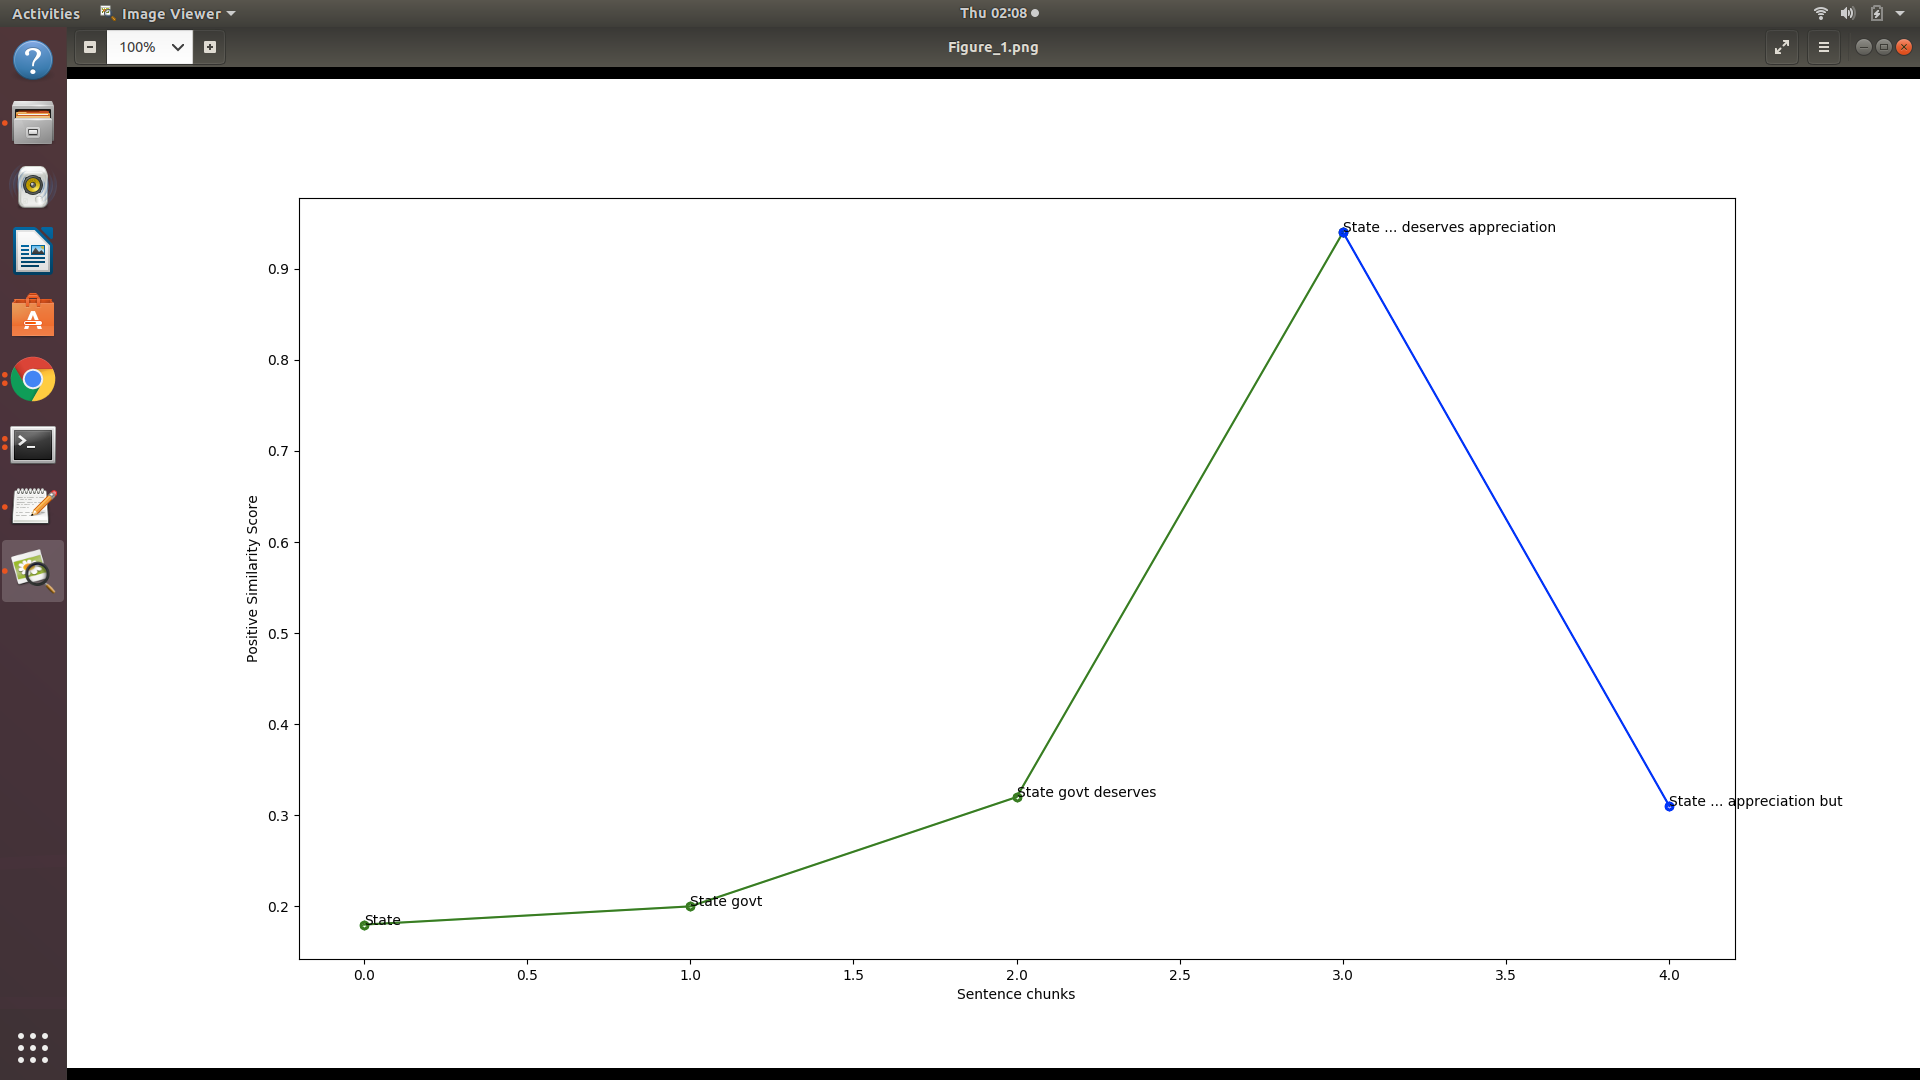 Activities
Image Viewer
Thu 02:08
100%
Figure_1.png
State ... deserves appreciation
0.9
0.8
0.7
0.6
0.5
0.4
0.3
0.2
Positive Similarity Score
State govt deserves
State ... appreciation but
State govt
State
0.0 0.5 1.0 1.5 2.0 2.5 3.0 3.5 4.0
Sentence chunks